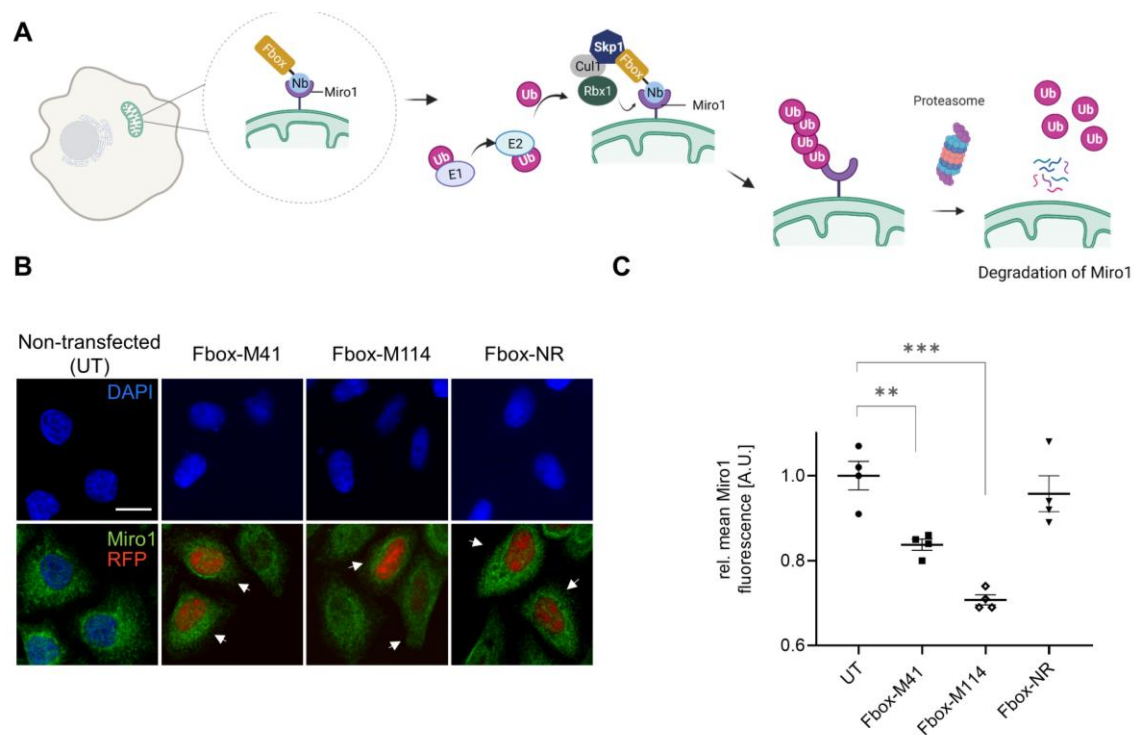 A
Fbox
Nb
Miro1
Ub
Ub
E1
E2
Ub
Skp1
Cul1
Fbox
Rbx1
Nb
Miro1
Ub
Ub
Ub
Ub
Proteasome
Ub
Ub
Ub
Ub
Degradation of Miro1
B
Non-transfected
(UT)
Fbox-M41
Fbox-M114
Fbox-NR
DAPI
Miro1
RFP
C
rel. mean Miro1
fluorescence [A.U.]
***
**
1.0
0.8
0.6
UT
Fbox-M41
Fbox-M114
Fbox-NR